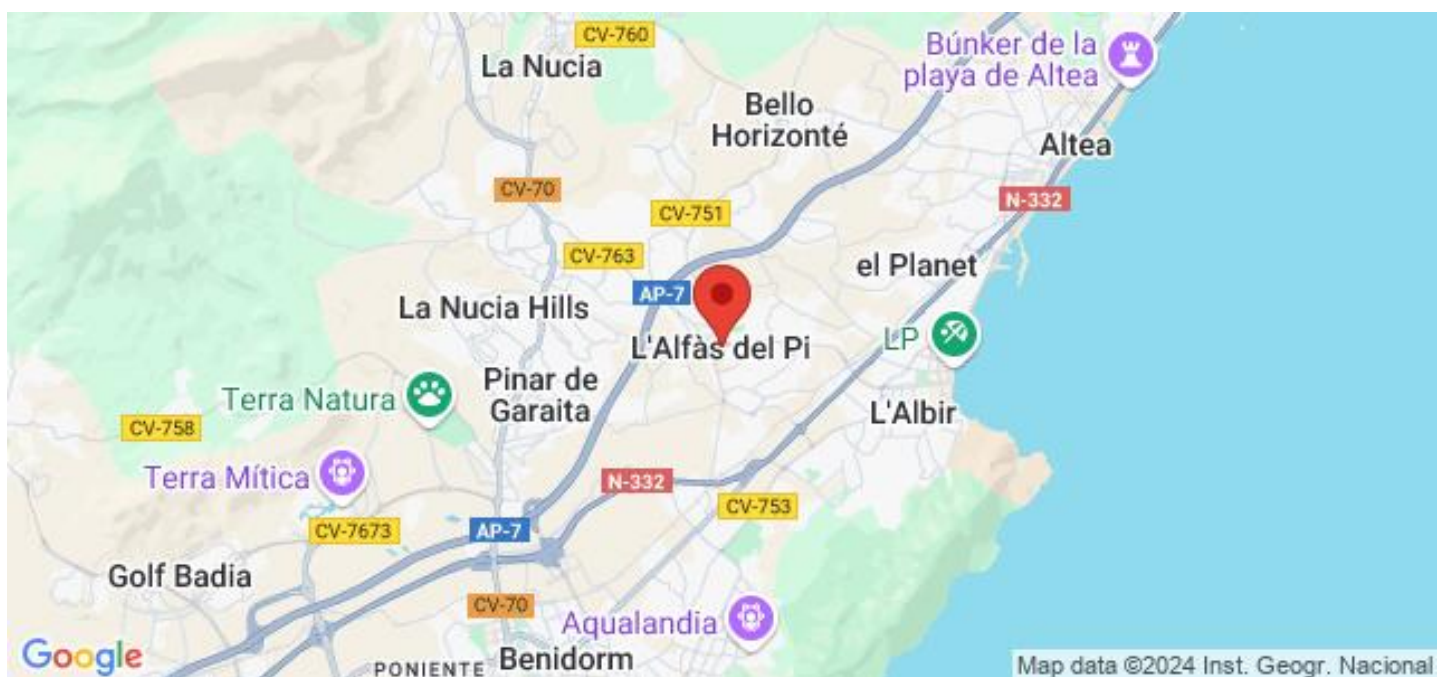 CV-760
La Nucia
Búnker de la
playa de Altea
Bello
Horizonté
Altea
CV-70
N-332
CV-751
CV-763
el Planet
AP-7
La Nucia Hills
LP
L'Alfàs del Pi
Pinar de
Garaita
Terra Natura
L'Albir
CV-758
Terra Mítica
N-332
CV-753
CV-7673
AP-7
Golf Badia
CV-70
Aqualandia
Google
PONIENTE
Benidorm
Map data ©2024 Inst. Geogr. Nacional